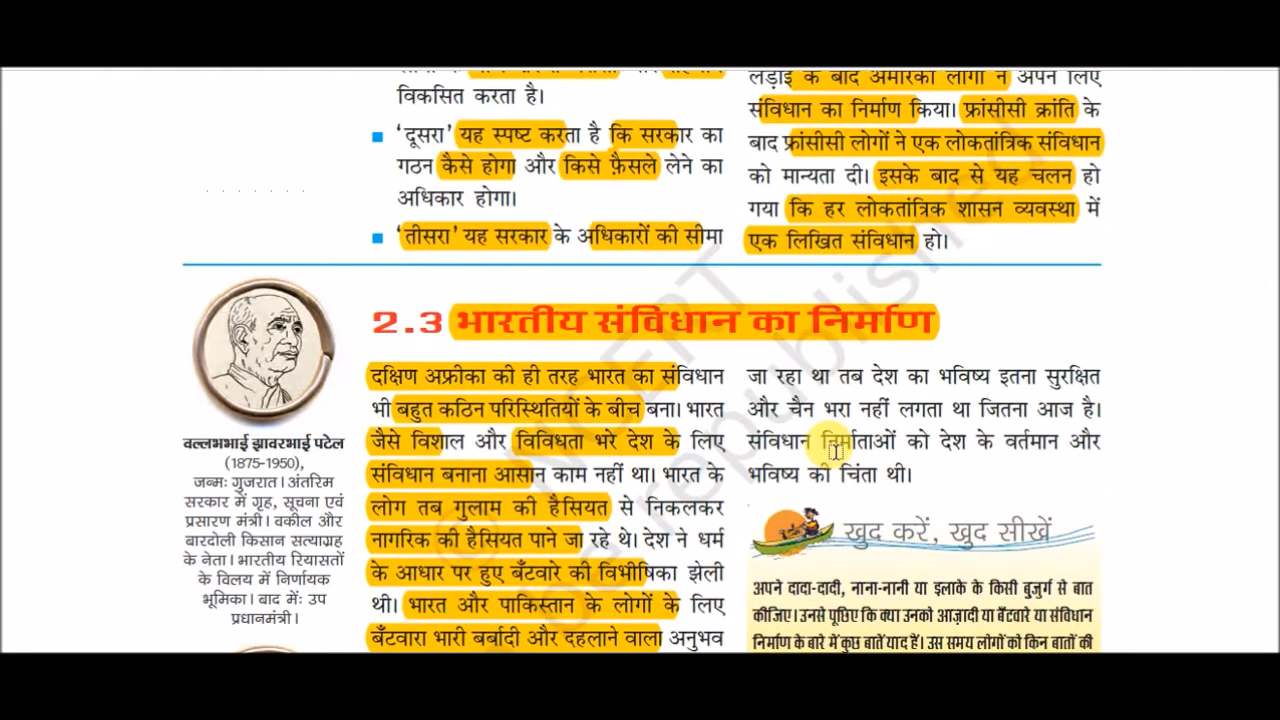 विकसित करता है।
‘दूसरा’ यह स्पष्ट करता है कि सरकार का
गठन कैसे होगा और किसे फ़ैसले लेने का
अधिकार होगा।
‘तीसरा’ यह सरकार के अधिकारों की सीमा
लड़ाई के बाद अमरिकी लोगों ने अपने लिए
संविधान का निर्माण किया। फ्रांसीसी क्रांति के
बाद फ्रांसीसी लोगों ने एक लोकतांत्रिक संविधान
को मान्यता दी। इसके बाद से यह चलन हो
गया कि हर लोकतांत्रिक शासन व्यवस्था में
एक लिखित संविधान हो।
2.3 भारतीय संविधान का निर्माण
वल्लभभाई झावरभाई पटेल
(1875-1950),
जन्मः गुजरात। अंतरिम
सरकार में गृह, सूचना एवं
प्रसारण मंत्री। वकील और
बारदोली किसान सत्याग्रह
के नेता। भारतीय रियासतों
के विलय में निर्णायक
भूमिका। बाद मेंः उप
प्रधानमंत्री।
दक्षिण अफ्रीका की ही तरह भारत का संविधान
भी बहुत कठिन परिस्थितियों के बीच बना। भारत
जैसे विशाल और विविधता भरे देश के लिए
संविधान बनाना आसान काम नहीं था। भारत के
लोग तब गुलाम की हैसियत से निकलकर
नागरिक की हैसियत पाने जा रहे थे। देश ने धर्म
के आधार पर हुए बँटवारे की विभीषिका झेली
थी। भारत और पाकिस्तान के लोगों के लिए
बँटवारा भारी बर्बादी और दहलाने वाला अनुभव
जा रहा था तब देश का भविष्य इतना सुरक्षित
और चैन भरा नहीं लगता था जितना आज है।
संविधान निर्माताओं को देश के वर्तमान और
भविष्य की चिंता थी।
खुद करें, खुद सीखें
अपने दादा-दादी, नाना-नानी या इलाके के किसी बुजुर्ग से बात
कीजिए। उनसे पूछिए कि क्या उनको आज़ादी या बँटवारे या संविधान
निर्माण के बारे में कुछ बातें याद हैं। उस समय लोगों को किन बातों की
© NCERT
be republished